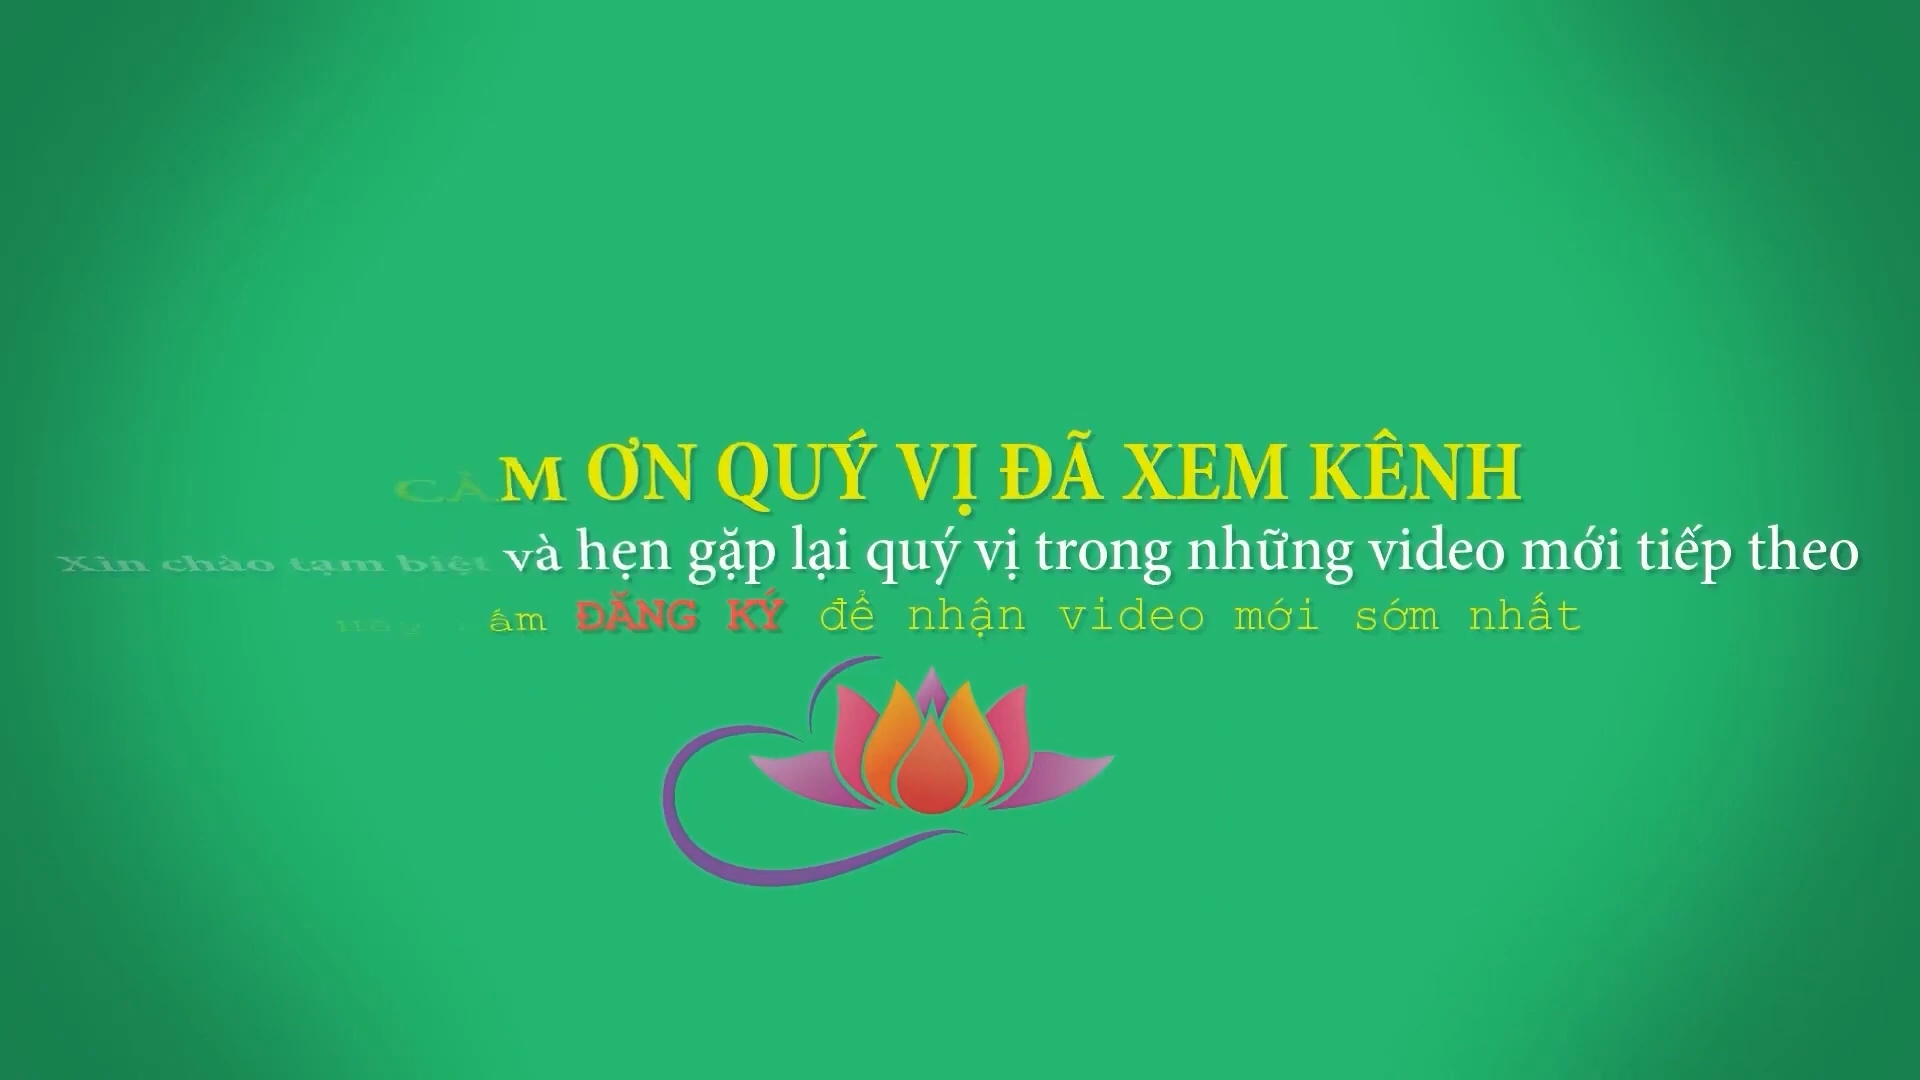 CẢM ƠN QUÝ VỊ ĐÃ XEM KÊNH
Xin chào tạm biệt và hẹn gặp lại quý vị trong những video mới tiếp theo
ấm ĐĂNG KÝ để nhận video mới sớm nhất